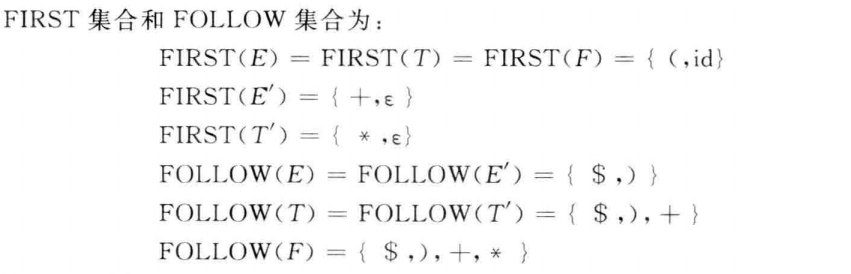 FIRST 集合和 FOLLOW 集合为:
FIRST(E) = FIRST(T) = FIRST(F) = { (,id}
FIRST(E′) = { +,ε }
FIRST(T′) = { * ,ε}
FOLLOW(E) = FOLLOW(E′) = { $ ,) }
FOLLOW(T) = FOLLOW(T′) = { $ ,), + }
FOLLOW(F) = { $ ,), +, * }